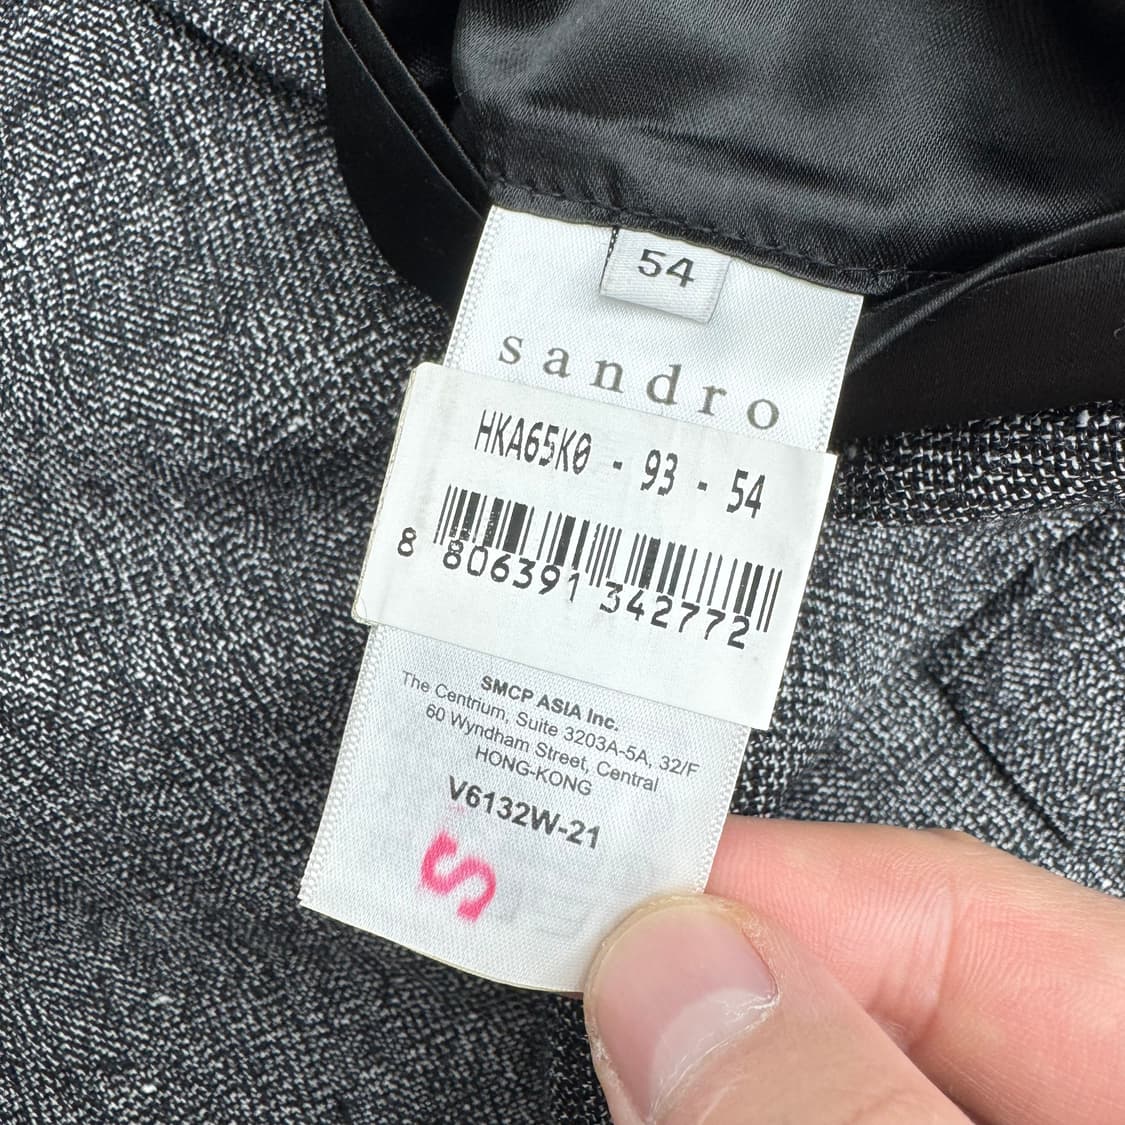 54
sandro
HKA65K0 - 93 - 54
8 806391 342772
SMCP ASIA Inc.
The Centrium, Suite 3203A-5A, 32/F
60 Wyndham Street, Central
HONG-KONG
V6132W-21
S